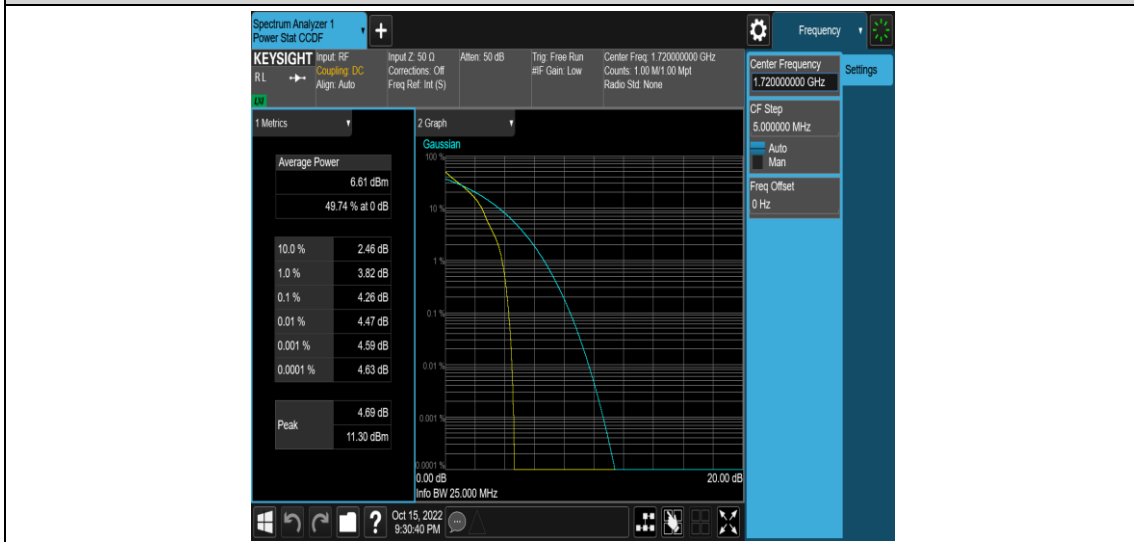 Spectrum Analyzer 1
Power Stat CCDF
+
Frequency
KEYSIGHT
RL
LXI
Input: RF
Coupling: DC
Align: Auto
Input Z: 50 Ω
Corrections: Off
Freq Ref: Int (S)
Atten: 50 dB
Trig: Free Run
#IF Gain: Low
Center Freq: 1.720000000 GHz
Counts: 1.00 M/1.00 Mpt
Radio Std: None
Center Frequency
1.720000000 GHz
Settings
CF Step
5.000000 MHz
Auto
Man
Freq Offset
0 Hz
1 Metrics
Average Power
6.61 dBm
49.74 % at 0 dB
10.0 % 2.46 dB
1.0 % 3.82 dB
0.1 % 4.26 dB
0.01 % 4.47 dB
0.001 % 4.59 dB
0.0001 % 4.63 dB
Peak
4.69 dB
11.30 dBm
2 Graph
Gaussian
100 %
10 %
1 %
0.1 %
0.01 %
0.001 %
0.0001 %
0.00 dB 20.00 dB
Info BW 25.000 MHz
?
Oct 15, 2022
9:30:40 PM